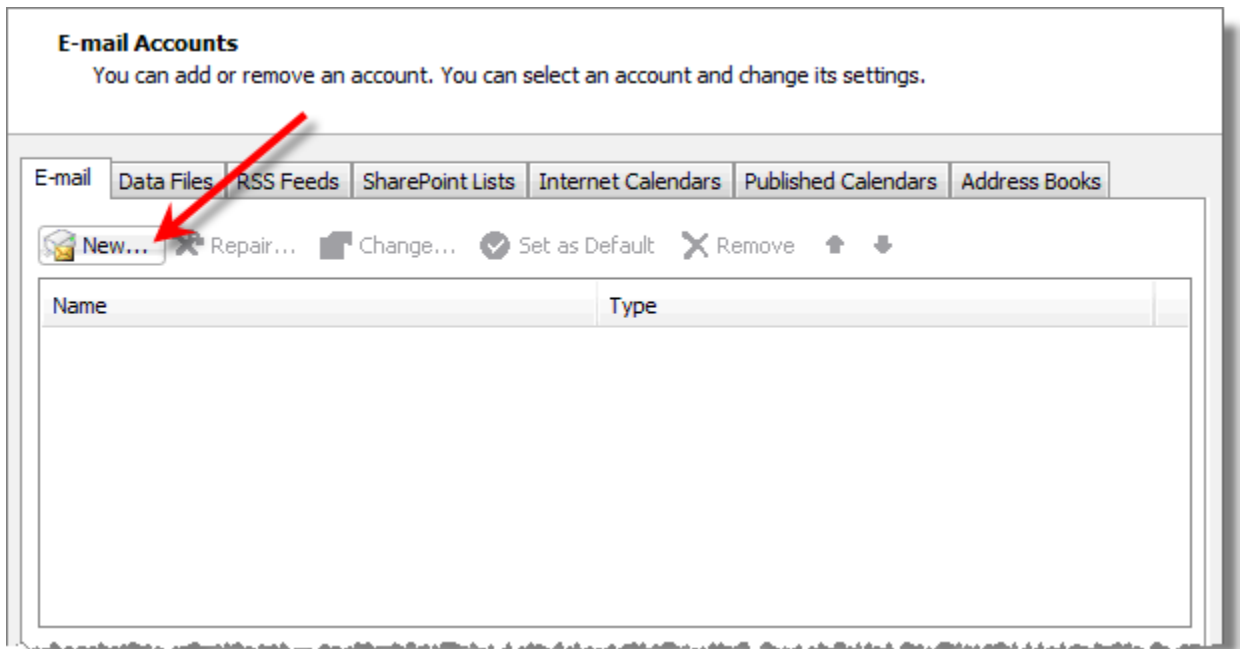 E-mail Accounts
You can add or remove an account. You can select an account and change its settings.
E-mail Data Files RSS Feeds SharePoint Lists Internet Calendars Published Calendars Address Books
New... Repair... Change... Set as Default Remove
Name Type